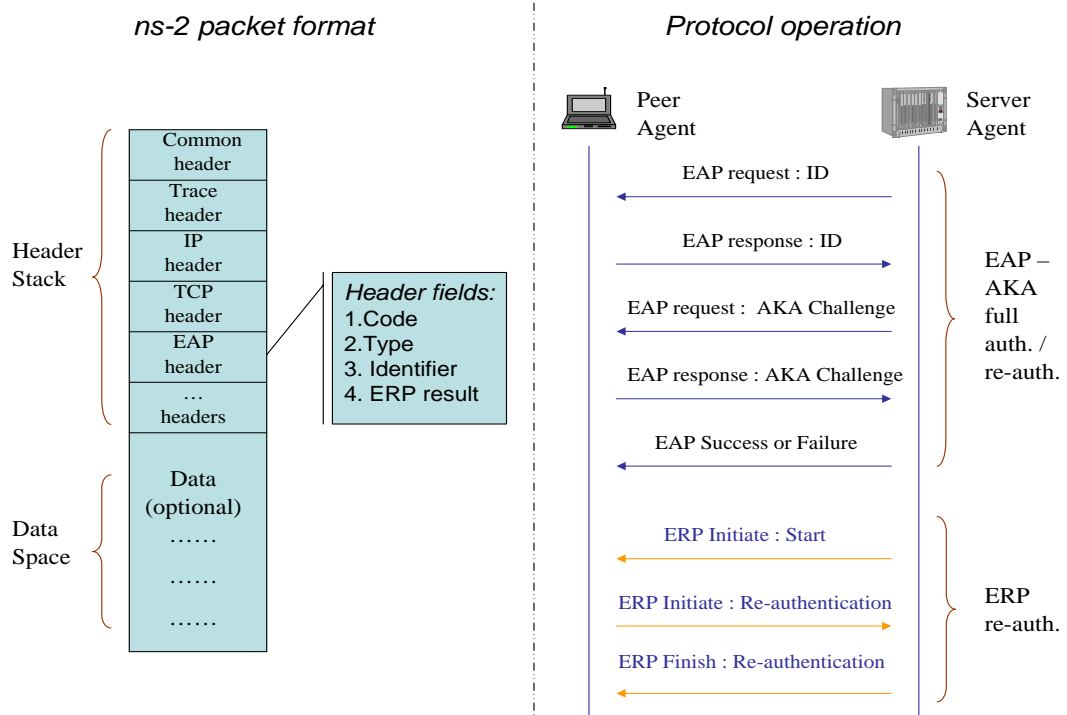 ns-2 packet format
Header
Stack
Common
header
Trace
header
IP
header
TCP
header
EAP
header
…
headers
Header fields:
1.Code
2.Type
3. Identifier
4. ERP result
Data
Space
Data
(optional)
……
……
……
Protocol operation
Peer
Agent
Server
Agent
EAP request : ID
EAP response : ID
EAP request :  AKA Challenge
EAP response : AKA Challenge
EAP Success or Failure
EAP –
AKA
full
auth. /
re-auth.
ERP Initiate : Start
ERP Initiate : Re-authentication
ERP Finish : Re-authentication
ERP
re-auth.